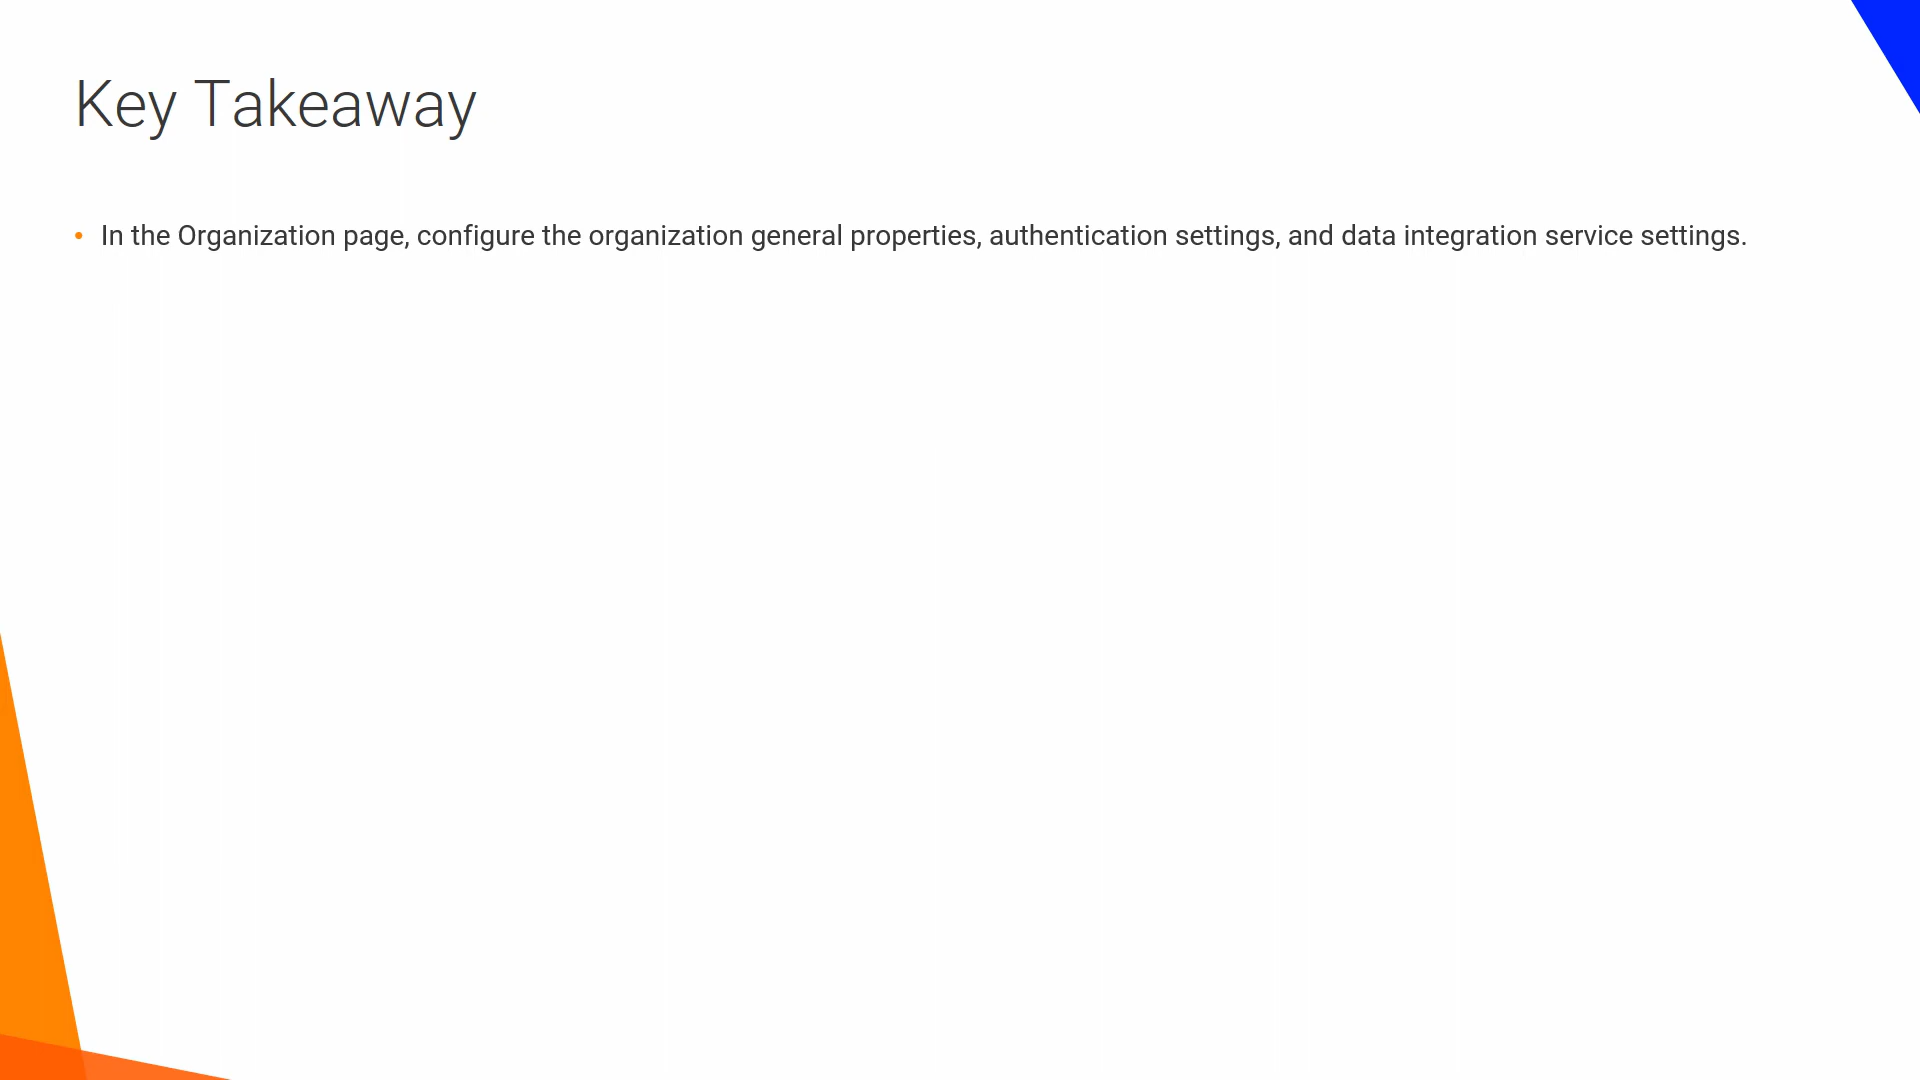 Key Takeaway
• In the Organization page, configure the organization general properties, authentication settings, and data integration service settings.